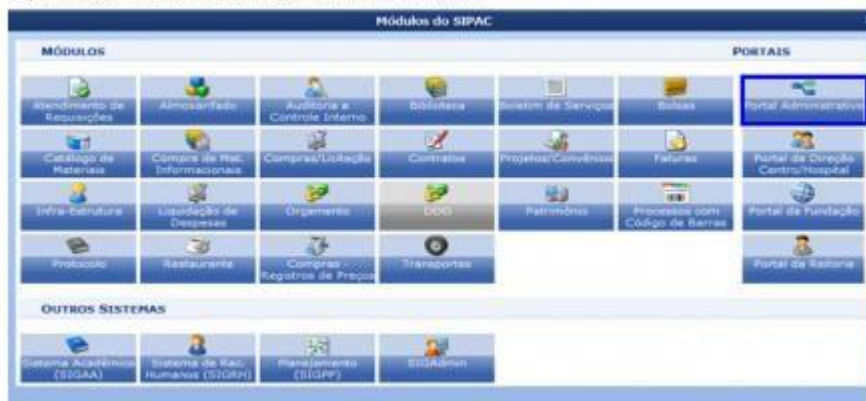 Módulos do SIPAC
MÓDULOS
PORTAIS
Atendimento de
Requisições
Almoxarifado
Auditoria e
Controle Interno
Biblioteca
Boletim de Serviços
Bolsas
Portal Administrativo
Catálogo de
Materiais
Compra de Mat.
Informacionais
Compras/Licitação
Contratos
Projetos/Convênios
Faturas
Portal da Direção
Centro/Hospital
Infra-Estrutura
Liquidação de
Despesas
Orçamento
DDO
Patrimônio
Processos com
Código de Barras
Portal da Fundação
Protocolo
Restaurante
Compras -
Registros de Preços
Transportes
Portal da Reitoria
OUTROS SISTEMAS
Sistema Acadêmico
(SIGAA)
Sistema de Rec.
Humanos (SIGRH)
Planejamento
(SIGPP)
SIGAdmin